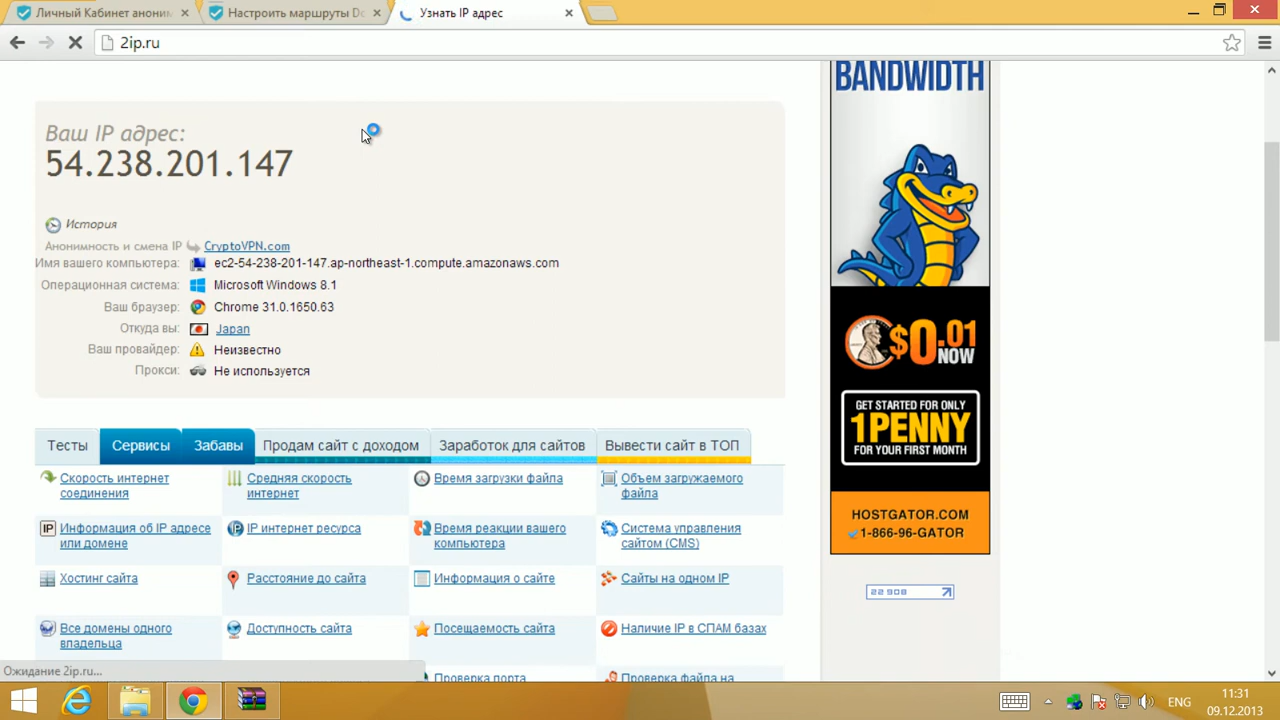 Личный Кабинет аноним
Настроить маршруты Do
Узнать IP адрес
2ip.ru
BANDWIDTH
Ваш IP адрес:
54.238.201.147
История
Анонимность и смена IP
CryptoVPN.com
Имя вашего компьютера:
ec2-54-238-201-147.ap-northeast-1.compute.amazonaws.com
Операционная система:
Microsoft Windows 8.1
Ваш браузер:
Chrome 31.0.1650.63
Откуда вы:
Japan
Ваш провайдер:
Неизвестно
Прокси:
Не используется
$0.01
NOW
GET STARTED FOR ONLY
1PENNY
FOR YOUR FIRST MONTH
HOSTGATOR.COM
1-866-96-GATOR
22 908
Тесты
Сервисы
Забавы
Продам сайт с доходом
Заработок для сайтов
Вывести сайт в ТОП
Скорость интернет
соединения
Средняя скорость
интернет
Время загрузки файла
Объем загружаемого
файла
IP
Информация об IP адресе
или домене
IP интернет ресурса
Время реакции вашего
компьютера
Система управления
сайтом (CMS)
Хостинг сайта
Расстояние до сайта
Информация о сайте
Сайты на одном IP
Все домены одного
владельца
Доступность сайта
Посещаемость сайта
Наличие IP в СПАМ базах
Проверка порта
Проверка файла на
Ожидание 2ip.ru...
ENG
11:31
09.12.2013